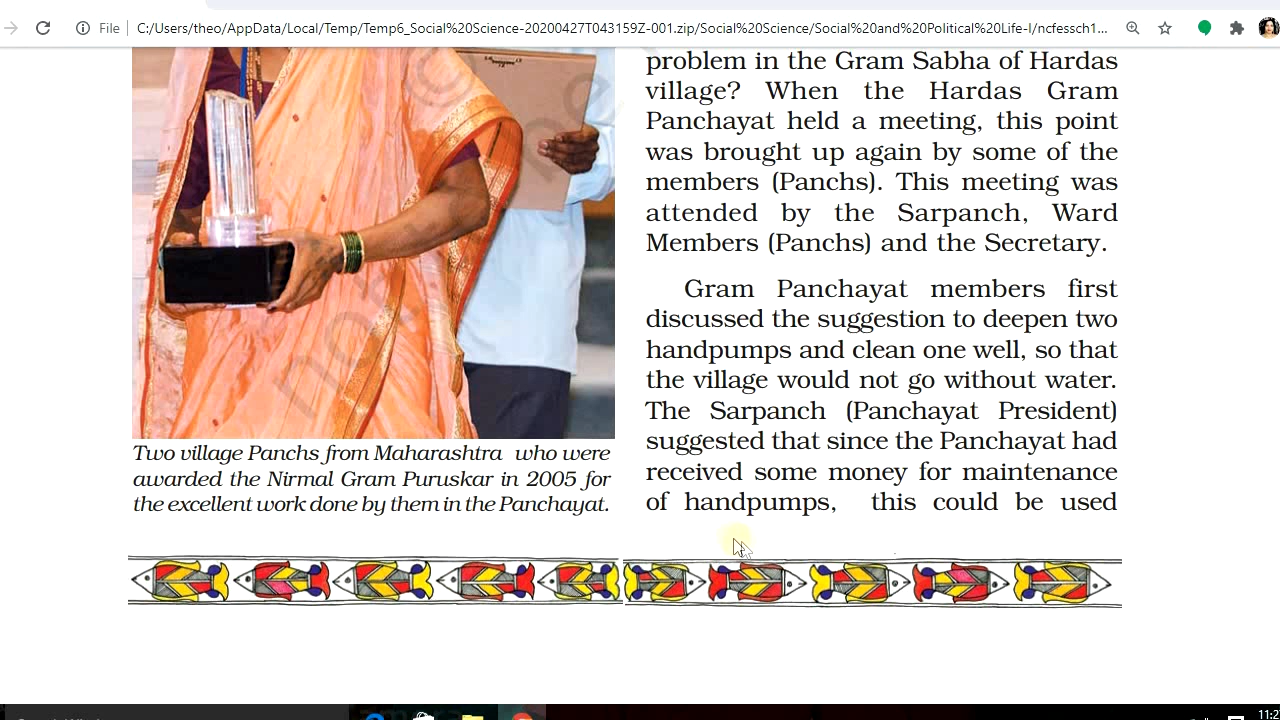 File
C:/Users/theo/AppData/Local/Temp/Temp6_Social%20Science-20200427T043159Z-001.zip/Social%20Science/Social%20and%20Political%20Life-I/ncfessch1...
Two village Panchs from Maharashtra who were
awarded the Nirmal Gram Puruskar in 2005 for
the excellent work done by them in the Panchayat.
problem in the Gram Sabha of Hardas
village? When the Hardas Gram
Panchayat held a meeting, this point
was brought up again by some of the
members (Panchs). This meeting was
attended by the Sarpanch, Ward
Members (Panchs) and the Secretary.
Gram Panchayat members first
discussed the suggestion to deepen two
handpumps and clean one well, so that
the village would not go without water.
The Sarpanch (Panchayat President)
suggested that since the Panchayat had
received some money for maintenance
of handpumps, this could be used